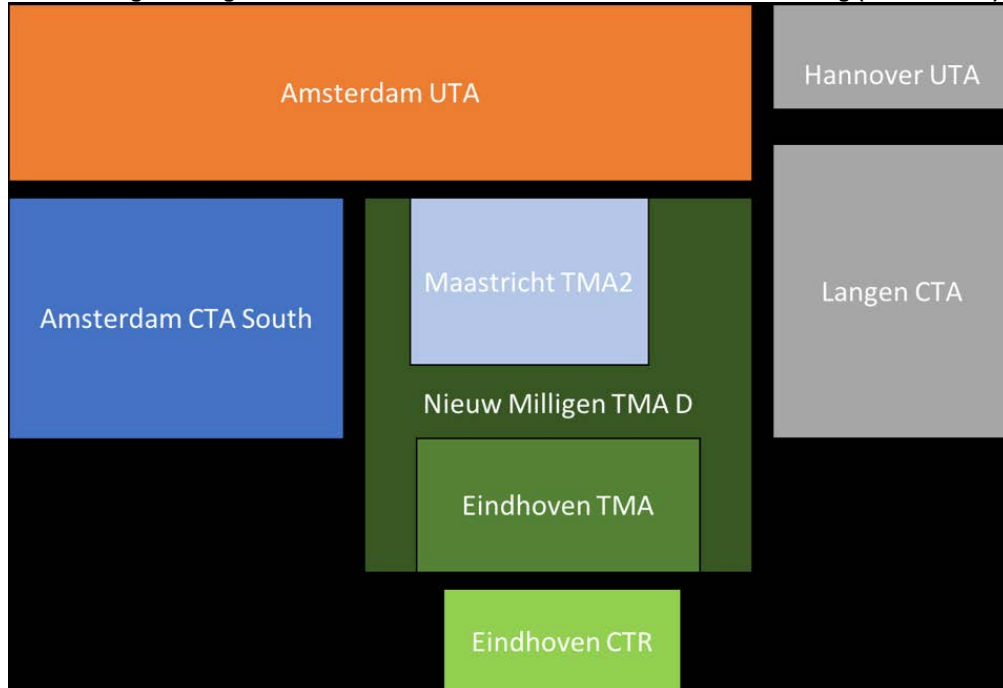 Amsterdam UTA
Hannover UTA
Amsterdam CTA South
Maastricht TMA2
Langen CTA
Nieuw Milligen TMA D
Eindhoven TMA
Eindhoven CTR